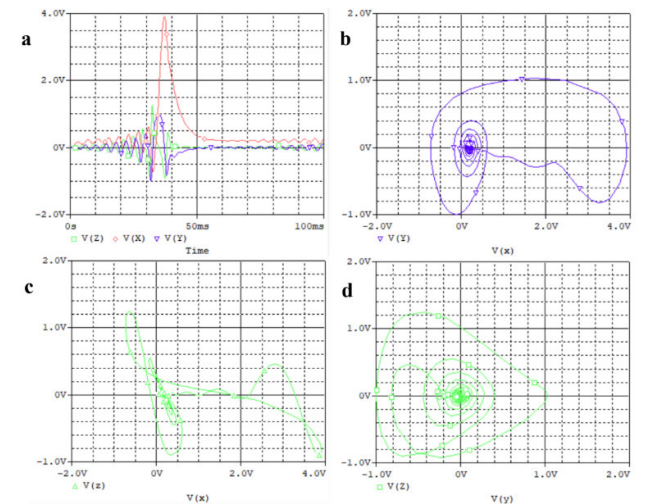 a
4.0V
2.0V
0V
-2.0V
0s
50ms
100ms
V(Z) V(X) V(Y)
Time
b
2.0V
1.0V
0V
-1.0V
-2.0V
0V
2.0V
4.0V
V(Y)
V(x)
c
2.0V
1.0V
0V
-1.0V
-2.0V
0V
2.0V
4.0V
V(z)
V(x)
d
2.0V
1.0V
0V
-1.0V
-1.0V
0V
1.0V
2.0V
V(Z)
V(y)